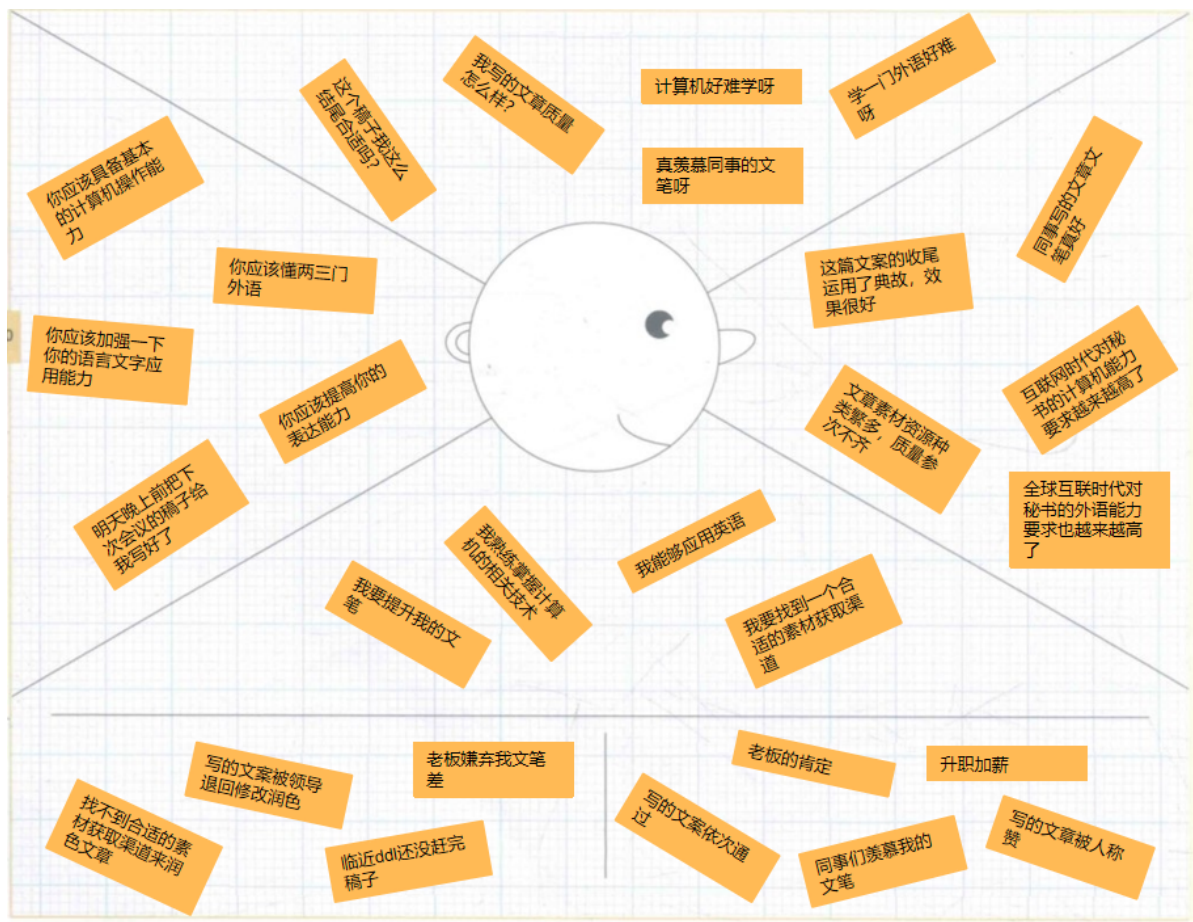 我写的文章质量
怎么样?
这个稿子我这么
结尾合适吗?
计算机好难学呀
学一门外语好难
呀
真羡慕同事的文
笔呀
你应该具备基本
的计算机操作能
力
你应该懂两三门
外语
你应该加强一下
你的语言文字应
用能力
你应该提高你的
表达能力
明天晚上前把下
次会议的稿子给
我写好了
同事写的文章文
笔真好
这篇文案的收尾
运用了典故，效
果很好
互联网时代对秘
书的计算机能力
要求越来越高了
文章素材资源种
类繁多，质量参
次不齐
全球互联时代对
秘书的外语能力
要求也越来越高
了
我熟练掌握计算
机的相关技术
我能够应用英语
我要提升我的文
笔
我要找到一个合
适的素材获取渠
道
写的文案被领导
退回修改润色
老板嫌弃我文笔
差
找不到合适的素
材获取渠道来润
色文章
临近ddl还没赶完
稿子
老板的肯定
升职加薪
写的文案依次通
过
同事们羡慕我的
文笔
写的文章被人称
赞